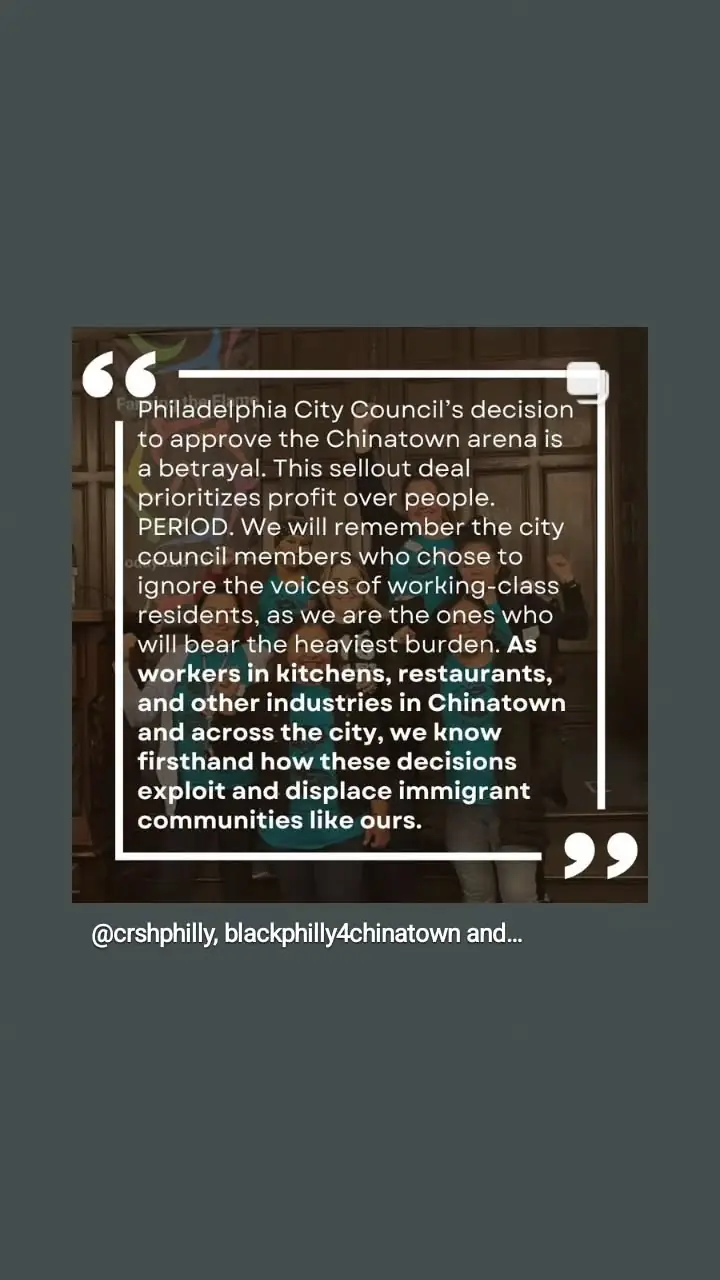 “
Philadelphia City Council’s decision
to approve the Chinatown arena is
a betrayal. This sellout deal
prioritizes profit over people.
PERIOD. We will remember the city
council members who chose to
ignore the voices of working-class
residents, as we are the ones who
will bear the heaviest burden. As
workers in kitchens, restaurants,
and other industries in Chinatown
and across the city, we know
firsthand how these decisions
exploit and displace immigrant
communities like ours.
”
@crshphilly, blackphilly4chinatown and...